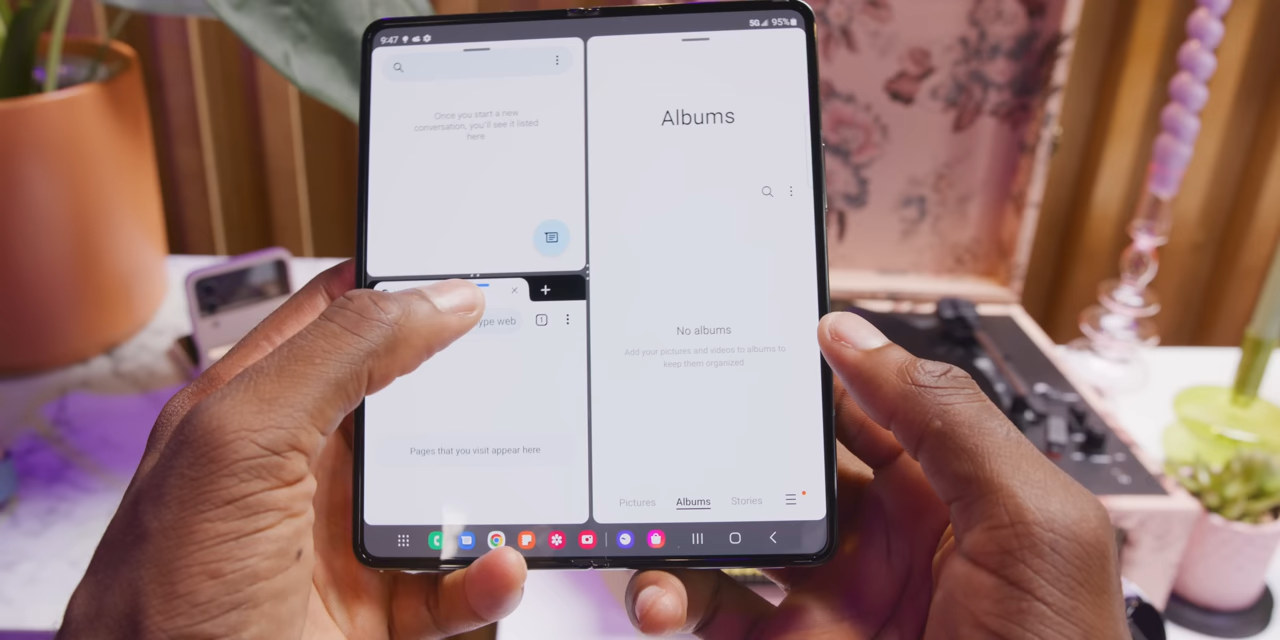 9:47
5G 95%
Once you start a new
conversation, you'll see it listed
here
ype web
1
Pages that you visit appear here
Albums
No albums
Add your pictures and videos to albums to
keep them organized
Pictures Albums Stories